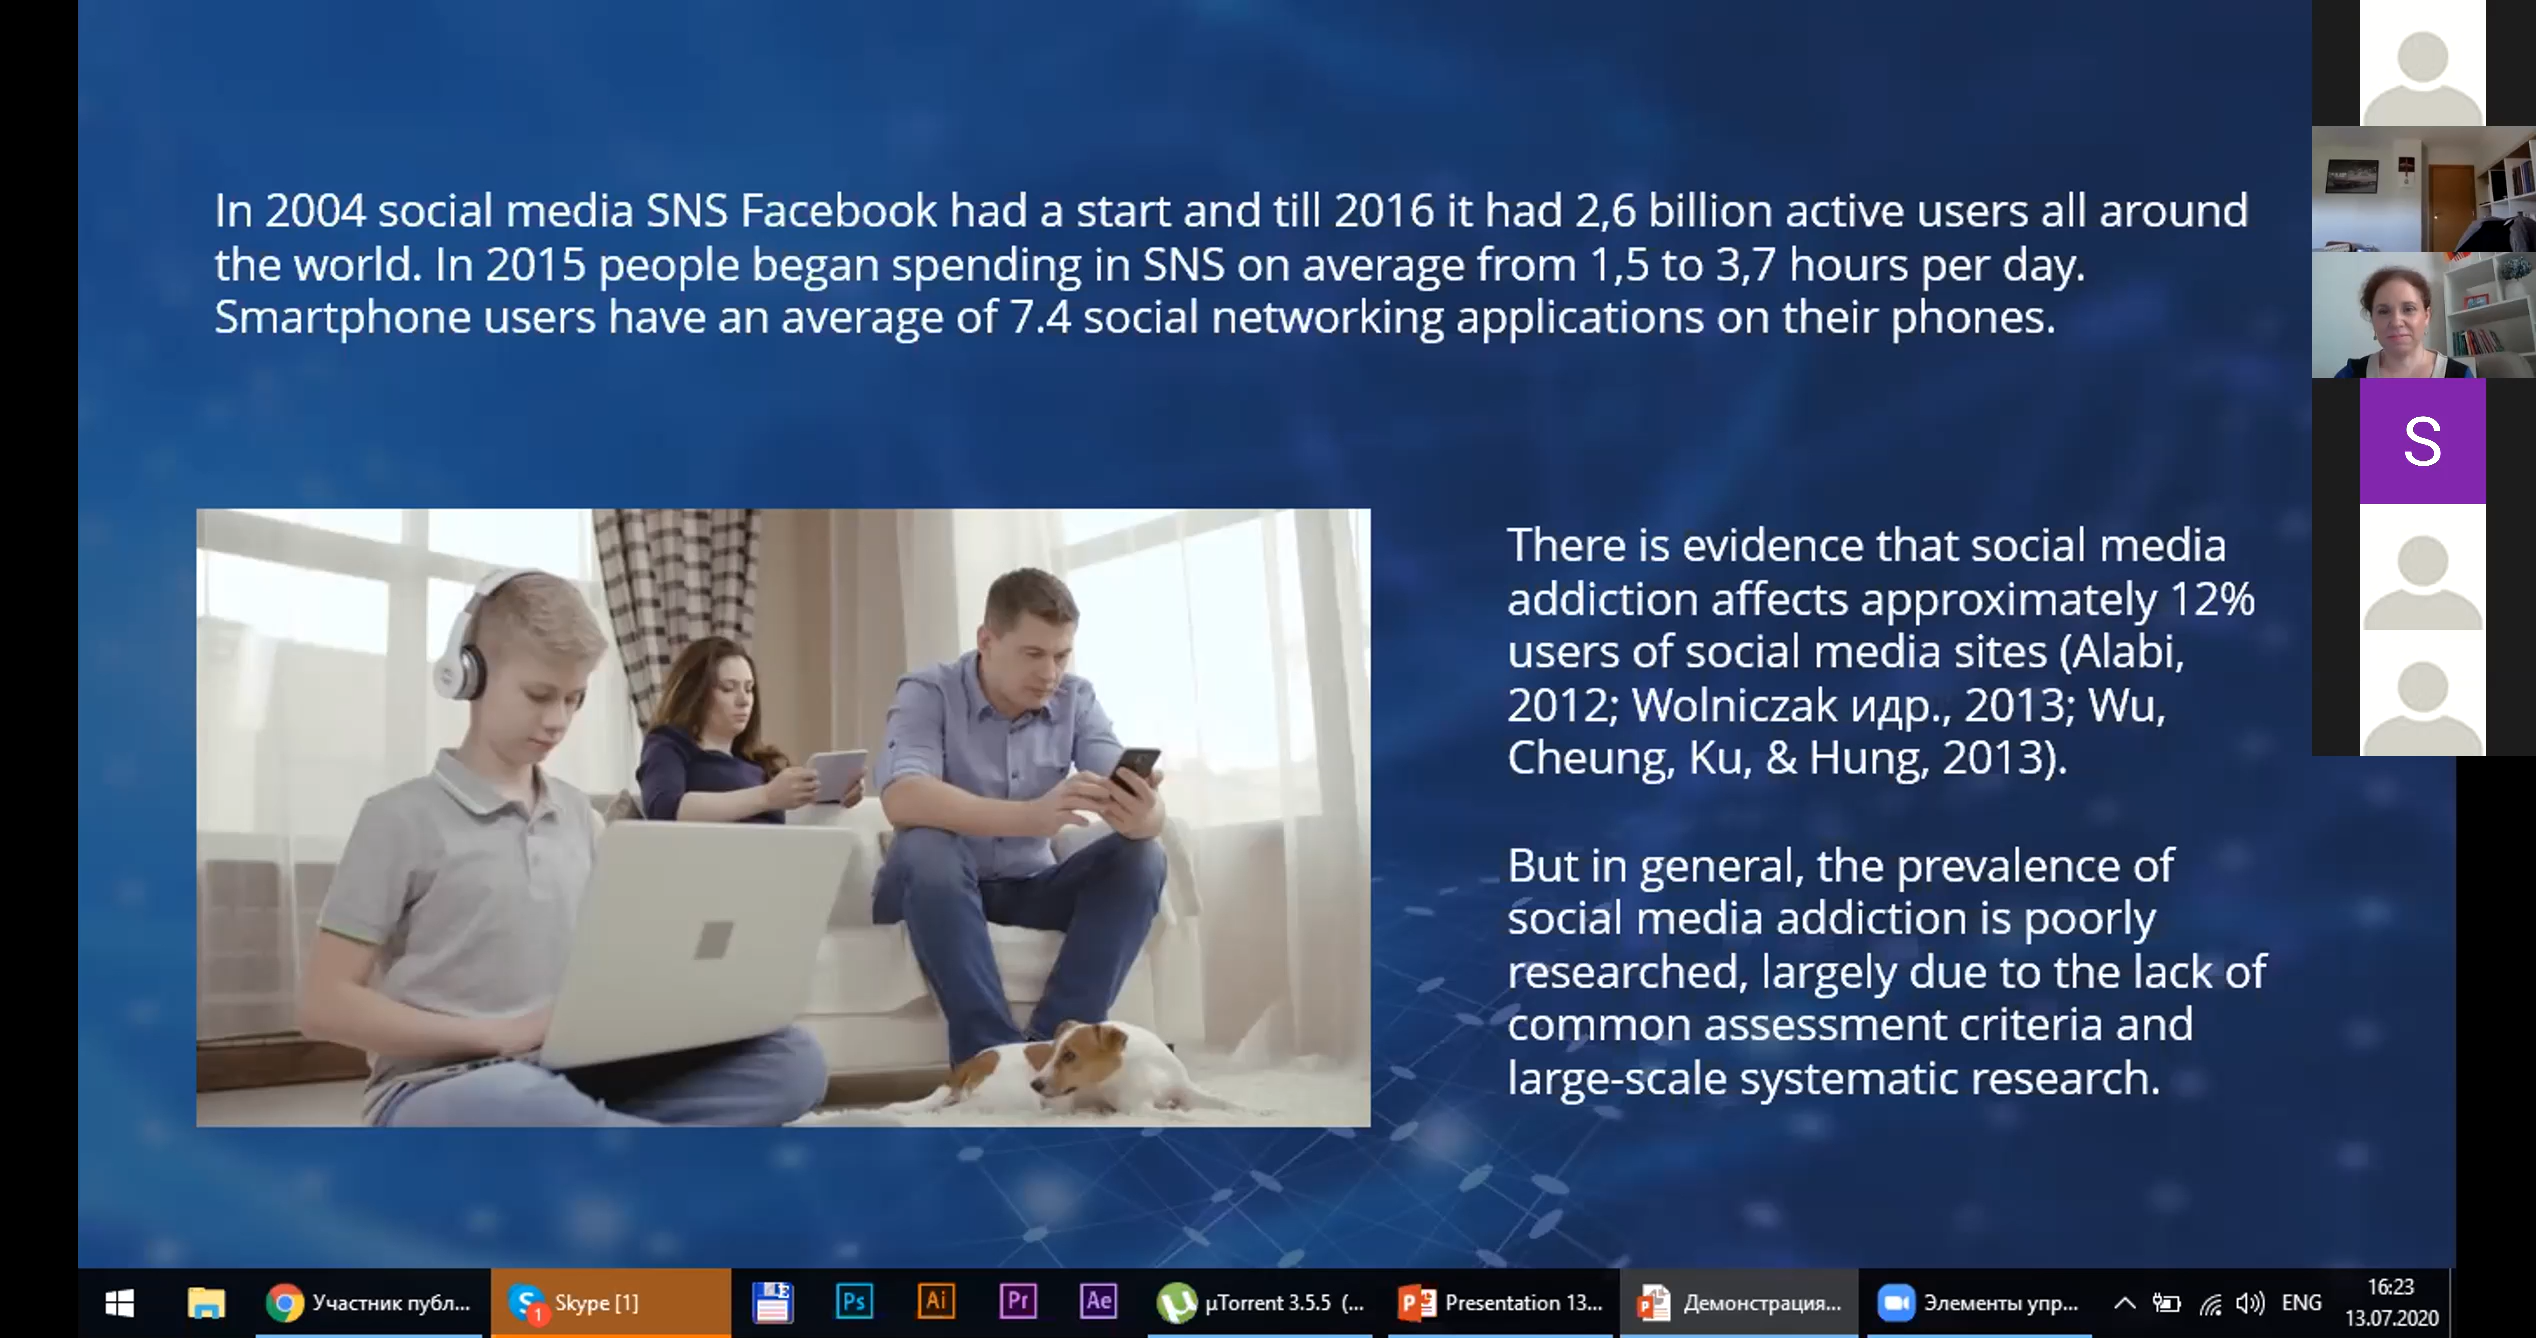 In 2004 social media SNS Facebook had a start and till 2016 it had 2,6 billion active users all around
the world. In 2015 people began spending in SNS on average from 1,5 to 3,7 hours per day.
Smartphone users have an average of 7.4 social networking applications on their phones.
There is evidence that social media
addiction affects approximately 12%
users of social media sites (Alabi,
2012; Wolniczak идр., 2013; Wu,
Cheung, Ku, & Hung, 2013).
But in general, the prevalence of
social media addiction is poorly
researched, largely due to the lack of
common assessment criteria and
large-scale systematic research.
S
Участник публ...
S 1 Skype [1]
E
Ps
Ai
Pr
Ae
µTorrent 3.5.5 (...
P Presentation 13...
P Демонстрация...
Элементы упр...
ENG
16:23
13.07.2020